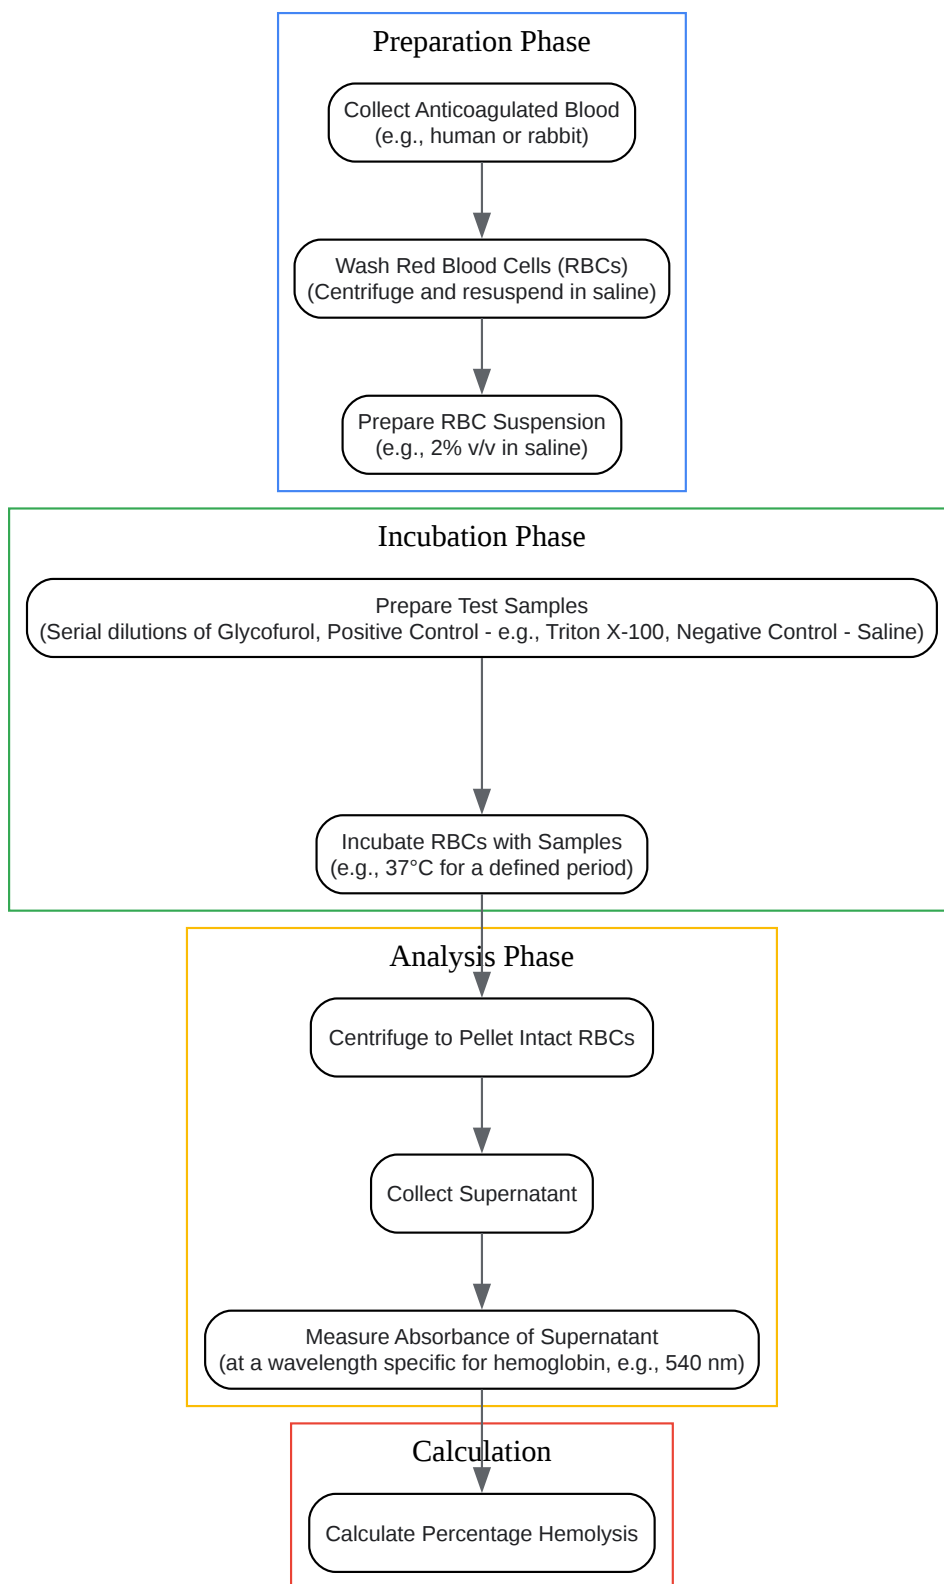 Preparation Phase
Collect Anticoagulated Blood
(e.g., human or rabbit)
Wash Red Blood Cells (RBCs)
(Centrifuge and resuspend in saline)
Prepare RBC Suspension
(e.g., 2% v/v in saline)
Incubation Phase
Prepare Test Samples
(Serial dilutions of Glycofurol, Positive Control - e.g., Triton X-100, Negative Control - Saline)
Incubate RBCs with Samples
(e.g., 37°C for a defined period)
Analysis Phase
Centrifuge to Pellet Intact RBCs
Collect Supernatant
Measure Absorbance of Supernatant
(at a wavelength specific for hemoglobin, e.g., 540 nm)
Calculation
Calculate Percentage Hemolysis